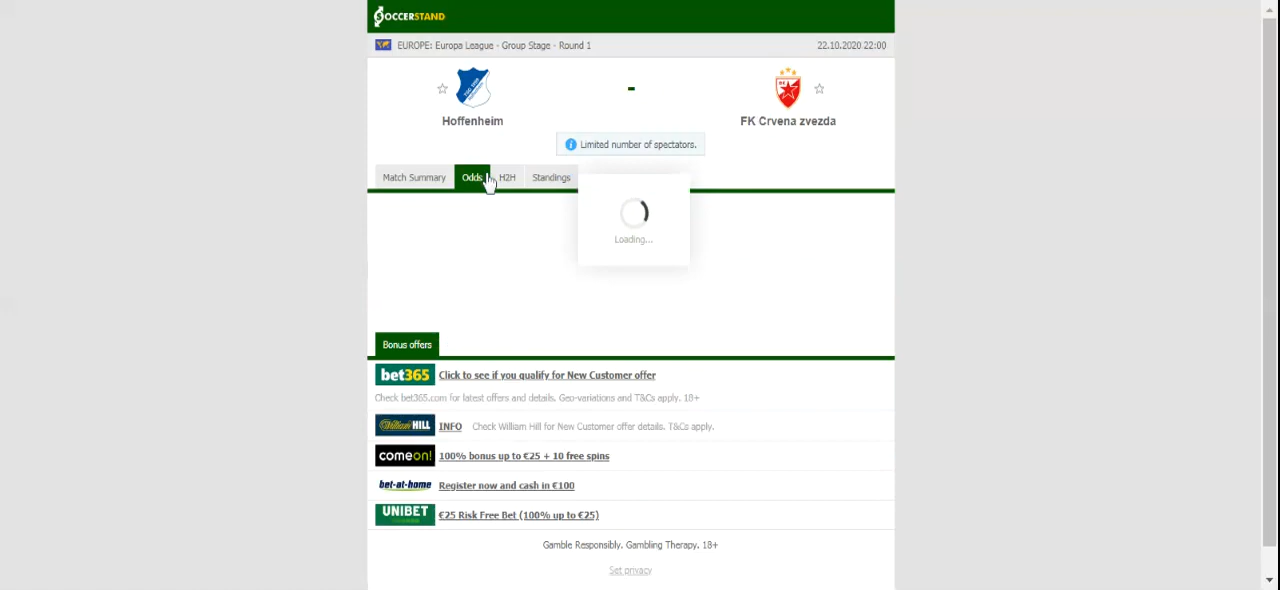 SOCCERSTAND
EUROPE: Europa League - Group Stage - Round 1 22.10.2020 22:00
-
Hoffenheim FK Crvena zvezda
Limited number of spectators.
Match Summary Odds H2H Standings
Loading...
Bonus offers
bet365 Click to see if you qualify for New Customer offer
Check bet365.com for latest offers and details. Geo-variations and T&Cs apply. 18+
William HILL INFO Check William Hill for New Customer offer details. T&Cs apply.
comeon! 100% bonus up to €25 + 10 free spins
bet-at-home Register now and cash in €100
UNIBET €25 Risk Free Bet (100% up to €25)
Gamble Responsibly. Gambling Therapy. 18+
Set privacy